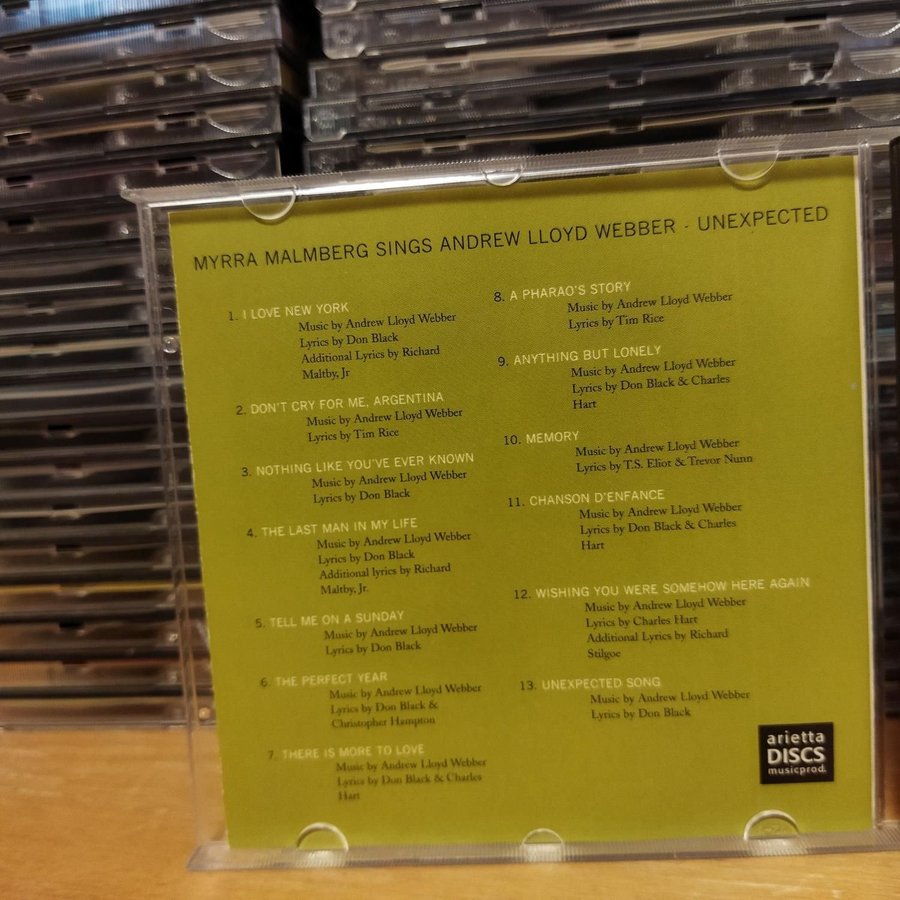 MYRRA MALMBERG SINGS ANDREW LLOYD WEBBER - UNEXPECTED
1. I LOVE NEW YORK
Music by Andrew Lloyd Webber
Lyrics by Don Black
Additional Lyrics by Richard
Maltby, Jr
2. DON'T CRY FOR ME, ARGENTINA
Music by Andrew Lloyd Webber
Lyrics by Tim Rice
3. NOTHING LIKE YOU'VE EVER KNOWN
Music by Andrew Lloyd Webber
Lyrics by Don Black
4. THE LAST MAN IN MY LIFE
Music by Andrew Lloyd Webber
Lyrics by Don Black
Additional lyrics by Richard
Maltby, Jr.
5. TELL ME ON A SUNDAY
Music by Andrew Lloyd Webber
Lyrics by Don Black
6. THE PERFECT YEAR
Music by Andrew Lloyd Webber
Lyrics by Don Black &
Christopher Hampton
7. THERE IS MORE TO LOVE
Music by Andrew Lloyd Webber
Lyrics by Don Black & Charles
Hart
8. A PHARAO'S STORY
Music by Andrew Lloyd Webber
Lyrics by Tim Rice
9. ANYTHING BUT LONELY
Music by Andrew Lloyd Webber
Lyrics by Don Black & Charles
Hart
10. MEMORY
Music by Andrew Lloyd Webber
Lyrics by T.S. Eliot & Trevor Nunn
11. CHANSON D'ENFANCE
Music by Andrew Lloyd Webber
Lyrics by Don Black & Charles
Hart
12. WISHING YOU WERE SOMEHOW HERE AGAIN
Music by Andrew Lloyd Webber
Lyrics by Charles Hart
Additional Lyrics by Richard
Stilgoe
13. UNEXPECTED SONG
Music by Andrew Lloyd Webber
Lyrics by Don Black
arietta
DISCS
musicprod.